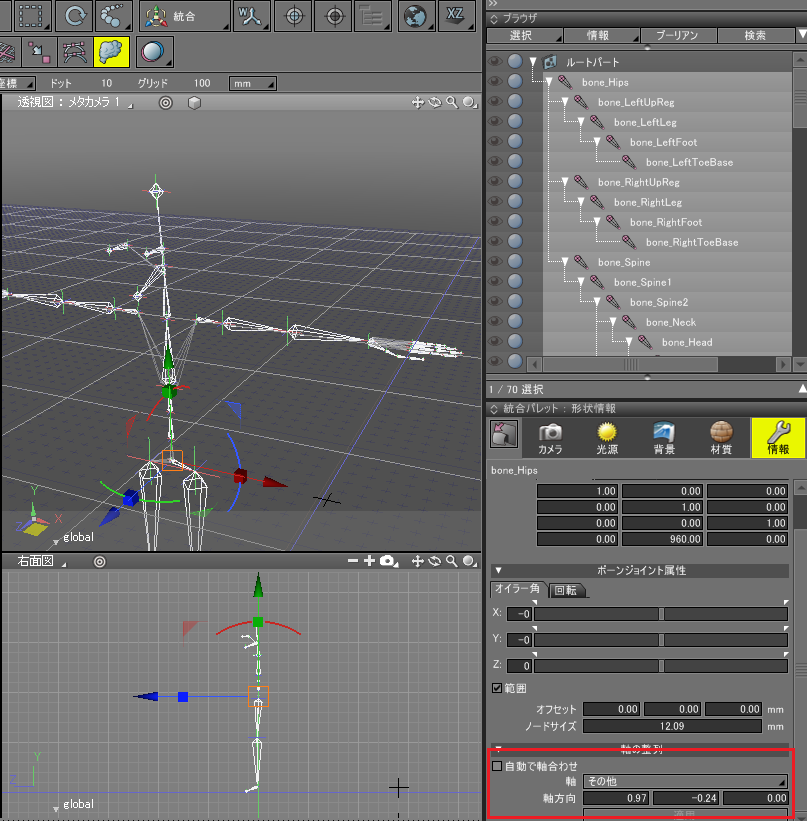 統合
XZ
座標
ドット 10 グリッド 100 mm
透視図 : メタカメラ 1
Y
X
Z
global
右面図
Y
Z
global
ブラウザ
選択 情報 ブーリアン 検索
ルートパート
bone_Hips
bone_LeftUpReg
bone_LeftLeg
bone_LeftFoot
bone_LeftToeBase
bone_RightUpReg
bone_RightLeg
bone_RightFoot
bone_RightToeBase
bone_Spine
bone_Spine1
bone_Spine2
bone_Neck
bone_Head
1 / 70 選択
統合パレット : 形状情報
カメラ 光源 背景 材質 情報
bone_Hips
1.00 0.00 0.00
0.00 1.00 0.00
0.00 0.00 1.00
0.00 960.00 0.00
ボーンジョイント属性
オイラー角 回転
X: -0
Y: -0
Z: 0
範囲
オフセット 0.00 0.00 0.00 mm
ノードサイズ 12.09 mm
軸の整列
自動で軸合わせ
軸 その他
軸方向 0.97 -0.24 0.00
適用